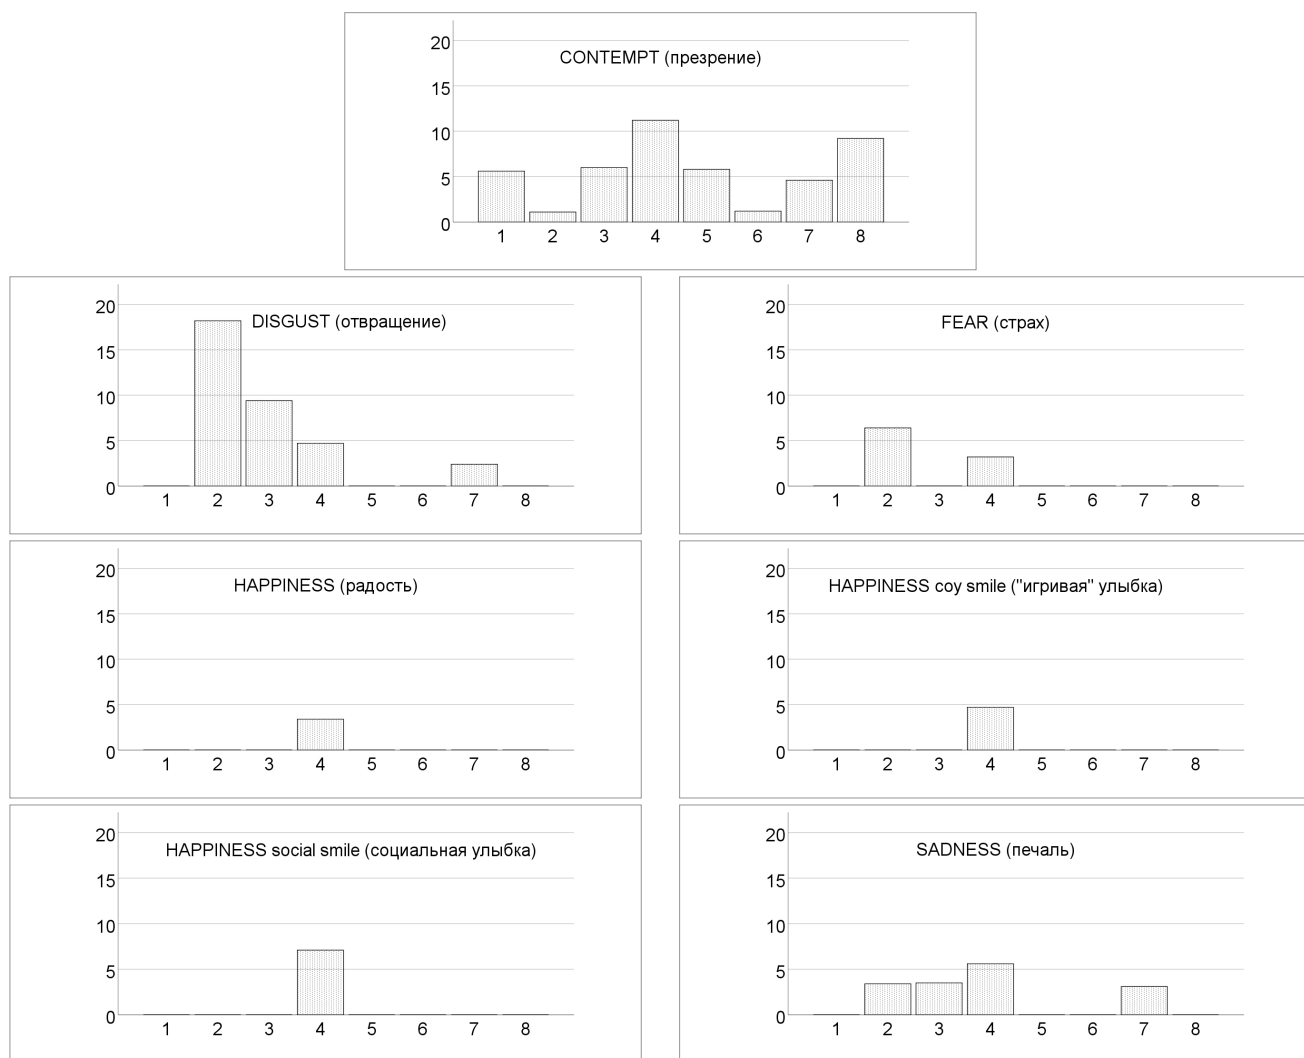 20
CONTEMPT (презрение)
15
10
5
0
1 2 3 4 5 6 7 8
20
DISGUST (отвращение)
15
10
5
0
1 2 3 4 5 6 7 8
20
FEAR (страх)
15
10
5
0
1 2 3 4 5 6 7 8
20
HAPPINESS (радость)
15
10
5
0
1 2 3 4 5 6 7 8
20
HAPPINESS coy smile ("игривая" улыбка)
15
10
5
0
1 2 3 4 5 6 7 8
20
HAPPINESS social smile (социальная улыбка)
15
10
5
0
1 2 3 4 5 6 7 8
20
SADNESS (печаль)
15
10
5
0
1 2 3 4 5 6 7 8